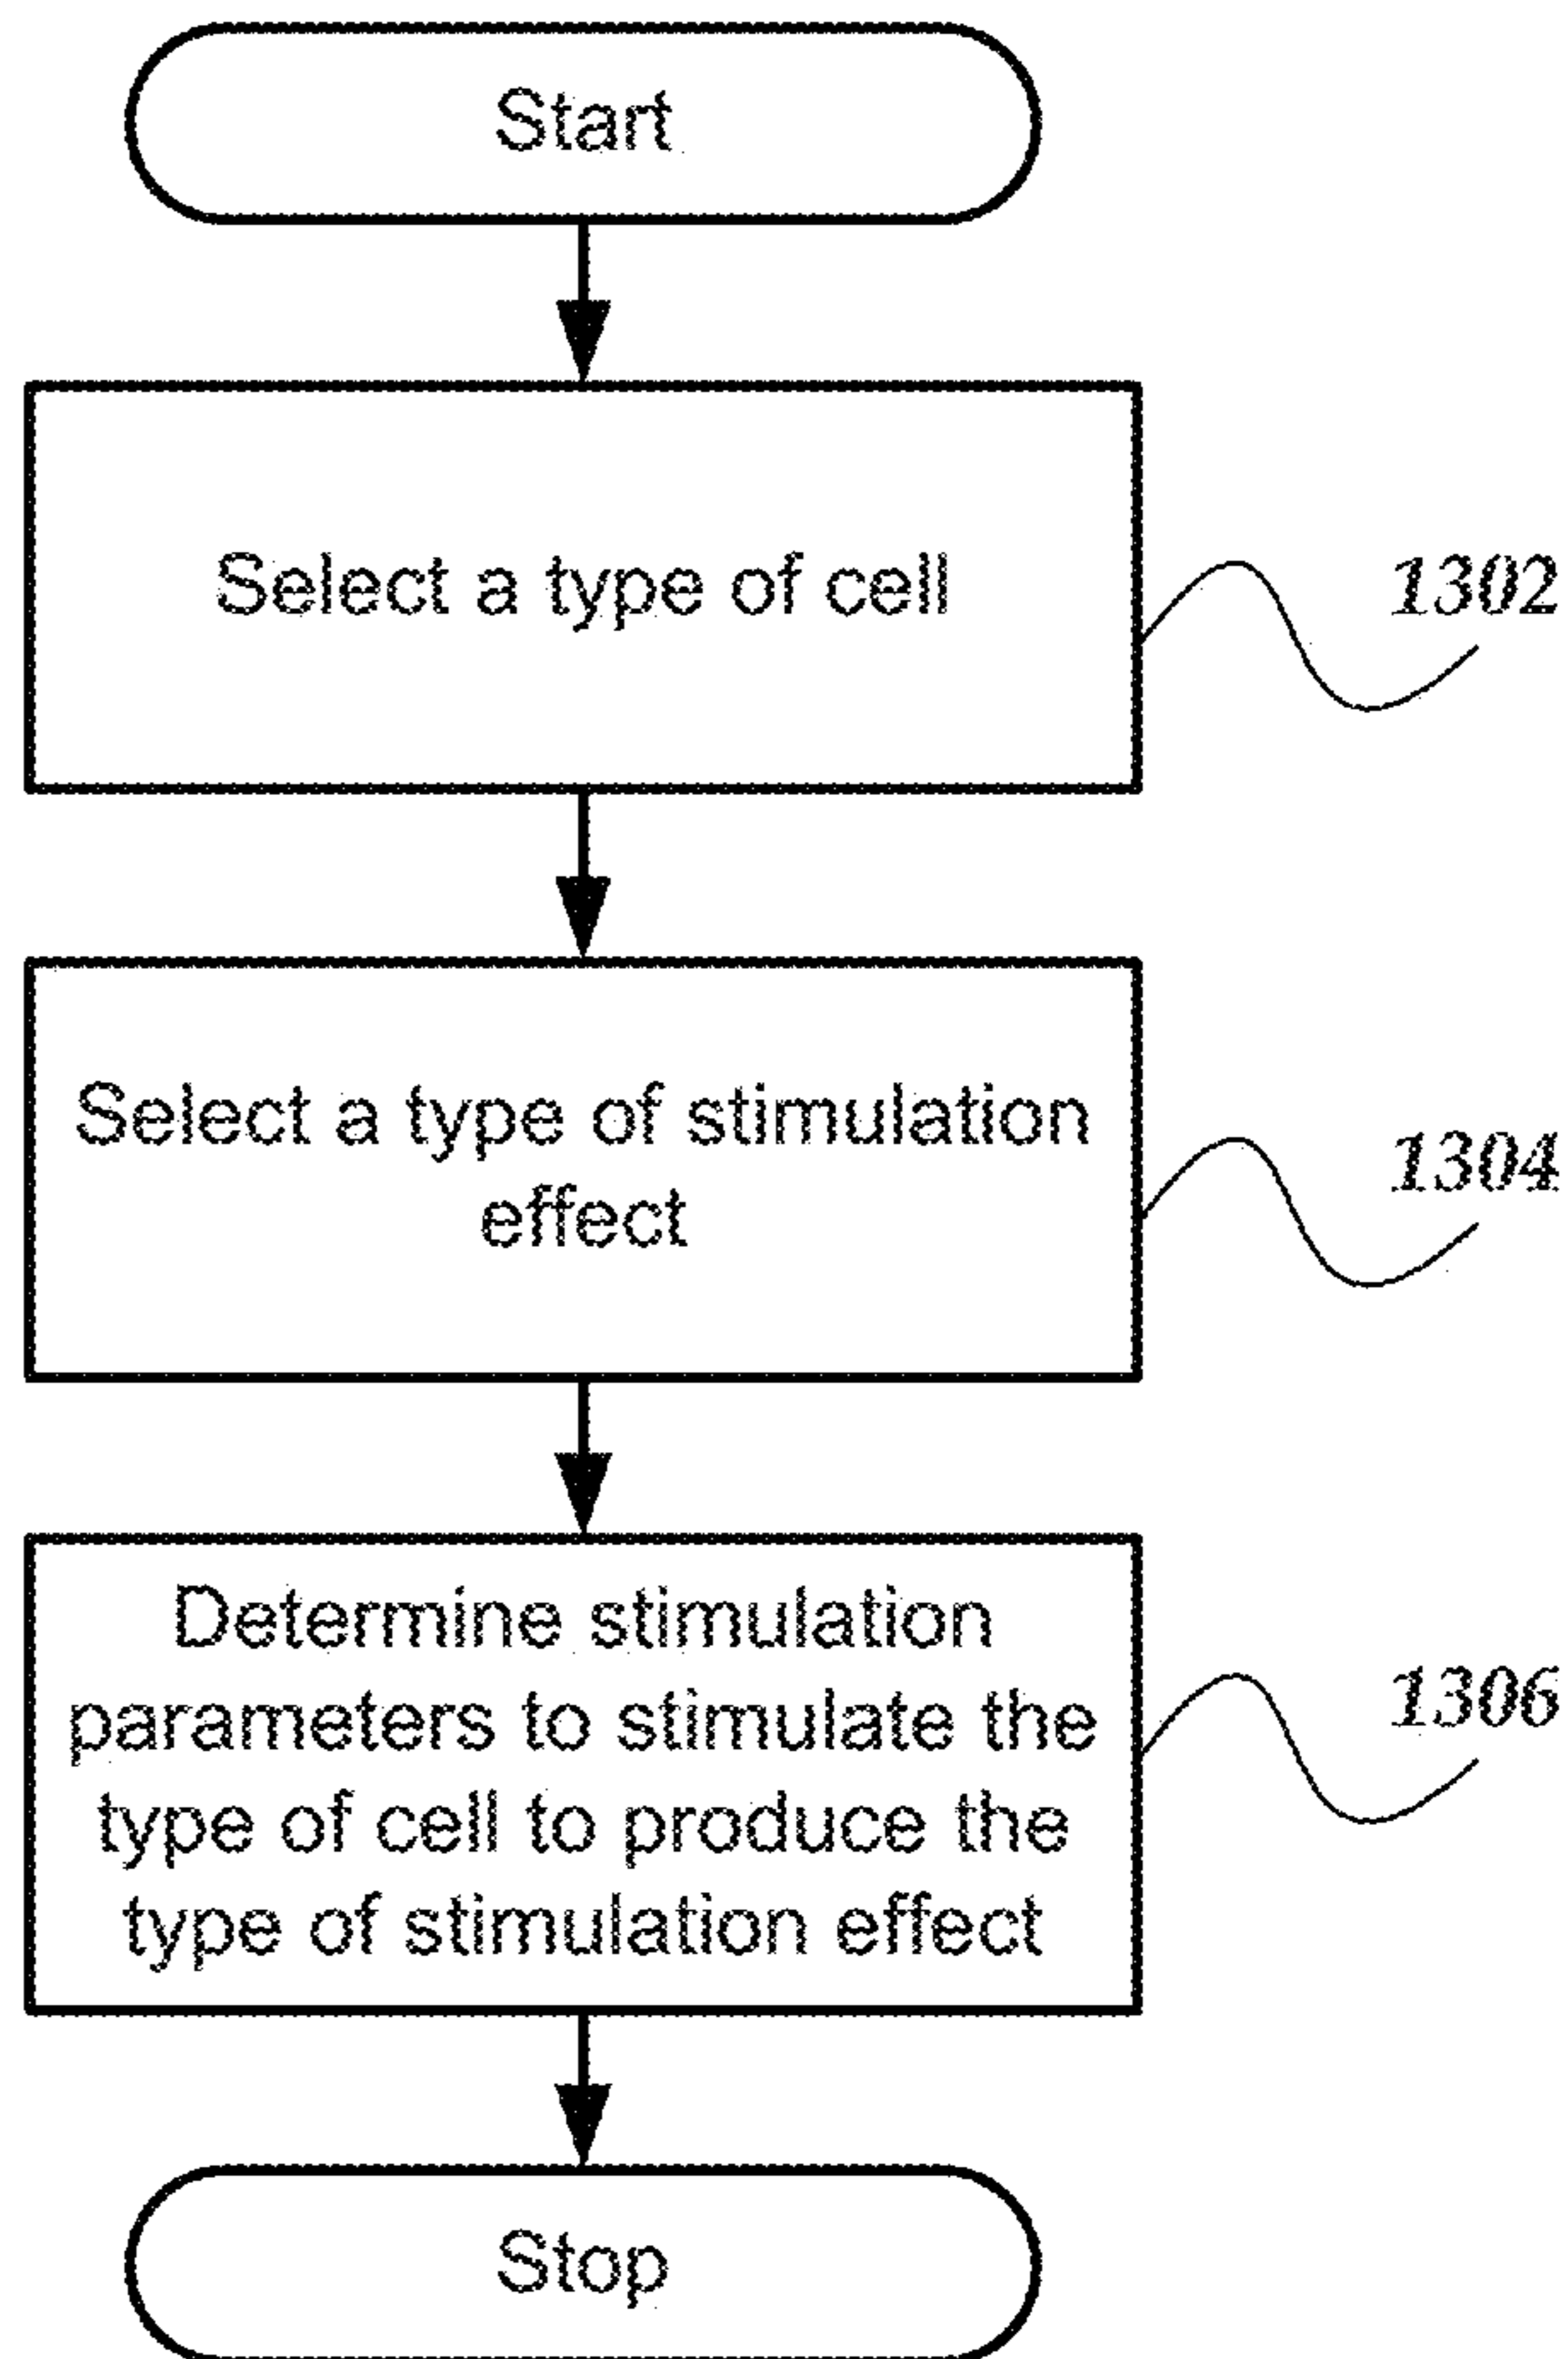 Start
Select a type of cell
1302
Select a type of stimulation
effect
1304
Determine stimulation
parameters to stimulate the
type of cell to produce the
type of stimulation effect
1306
Stop